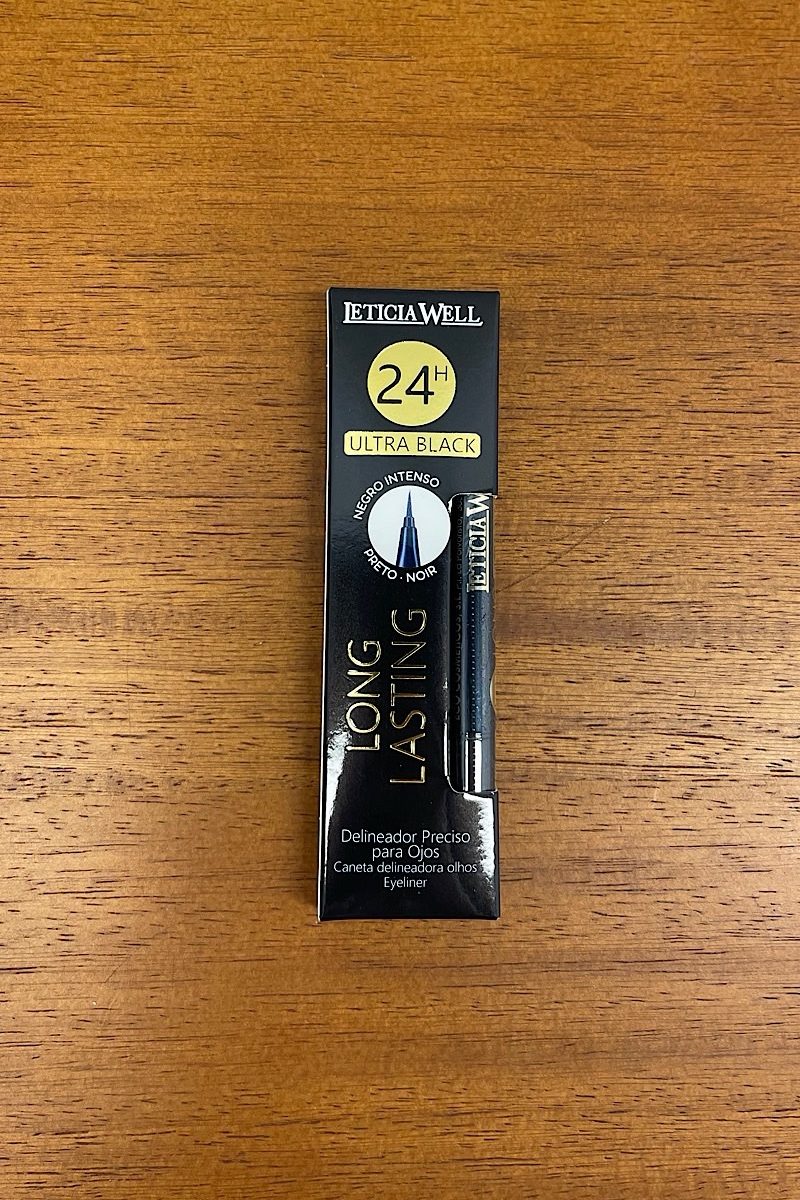 LETICIA WELL
24H
ULTRA BLACK
NEGRO INTENSO
PRETO · NOIR
LETICIA W
LONG
LASTING
Delineador Preciso
para Ojos
Caneta delineadora olhos
Eyeliner